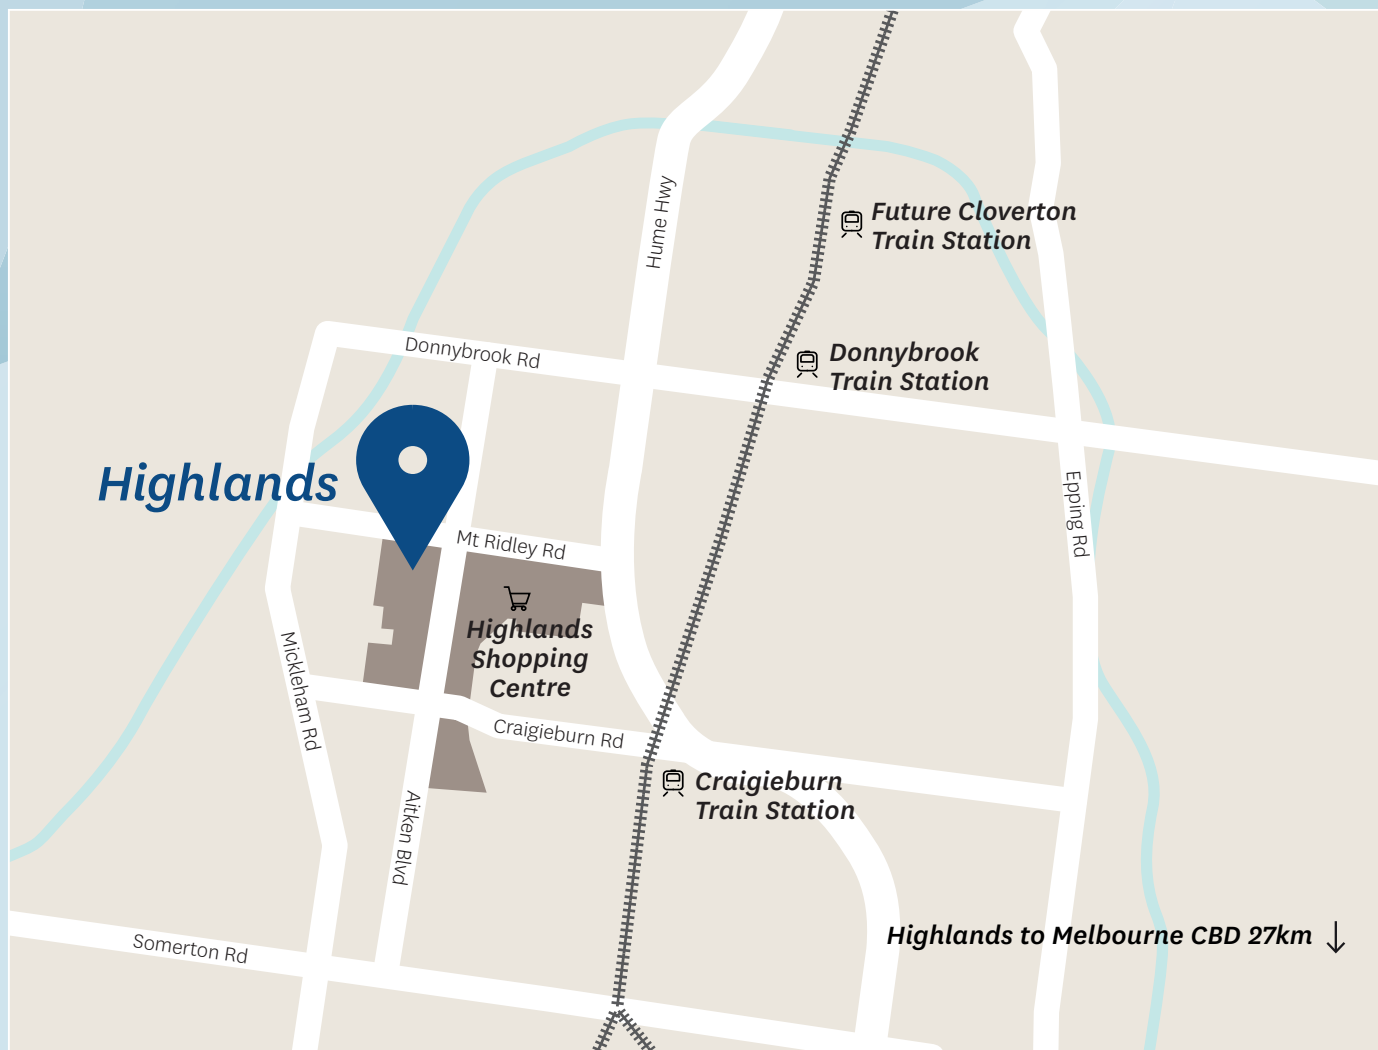 Future Cloverton
Train Station
Hume Hwy
Donnybrook Rd
Donnybrook
Train Station
Highlands
Epping Rd
Mt Ridley Rd
Highlands
Shopping
Centre
Mickleham Rd
Craigieburn Rd
Craigieburn
Train Station
Aitken Blvd
Highlands to Melbourne CBD 27km ↓
Somerton Rd